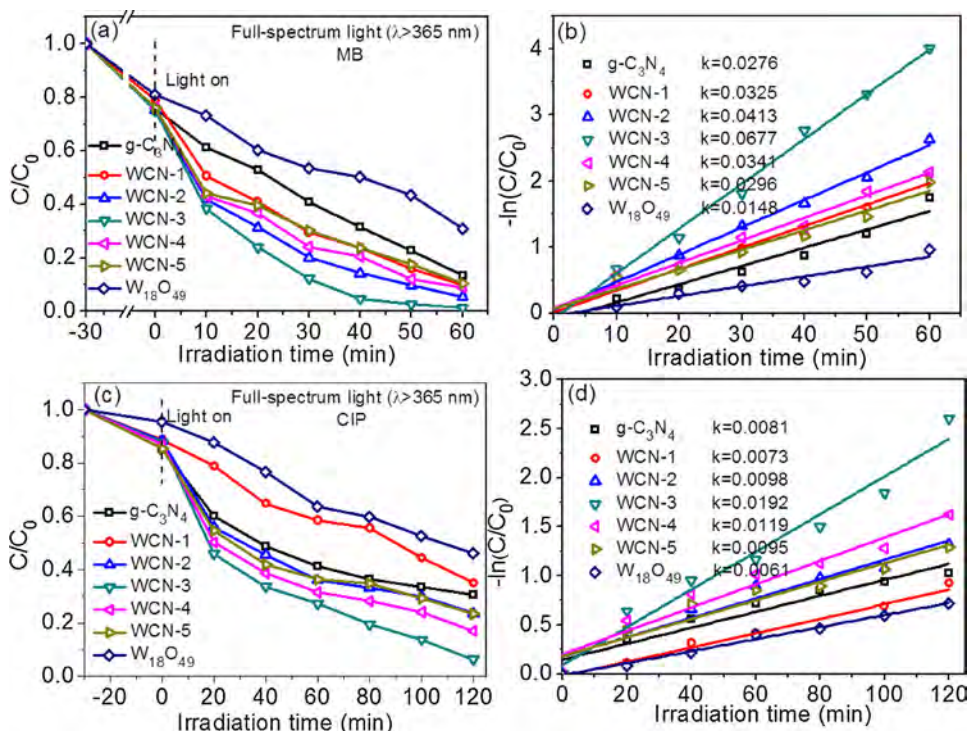 (a)
Full-spectrum light (λ>365 nm)
MB
Light on
g-C₃N
WCN-1
WCN-2
WCN-3
WCN-4
WCN-5
W₁₈O₄₉
C/C₀
1.0
0.8
0.6
0.4
0.2
0.0
-30
0
10
20
30
40
50
60
Irradiation time (min)
(b)
g-C₃N₄ k=0.0276
WCN-1 k=0.0325
WCN-2 k=0.0413
WCN-3 k=0.0677
WCN-4 k=0.0341
WCN-5 k=0.0296
W₁₈O₄₉ k=0.0148
-ln(C/C₀)
4
3
2
1
0
0
10
20
30
40
50
60
Irradiation time (min)
(c)
Full-spectrum light (λ>365 nm)
CIP
Light on
g-C₃N₄
WCN-1
WCN-2
WCN-3
WCN-4
WCN-5
W₁₈O₄₉
C/C₀
1.0
0.8
0.6
0.4
0.2
0.0
-20
0
20
40
60
80
100
120
Irradiation time (min)
(d)
g-C₃N₄ k=0.0081
WCN-1 k=0.0073
WCN-2 k=0.0098
WCN-3 k=0.0192
WCN-4 k=0.0119
WCN-5 k=0.0095
W₁₈O₄₉ k=0.0061
-ln(C/C₀)
3.0
2.5
2.0
1.5
1.0
0.5
0.0
0
20
40
60
80
100
120
Irradiation time (min)